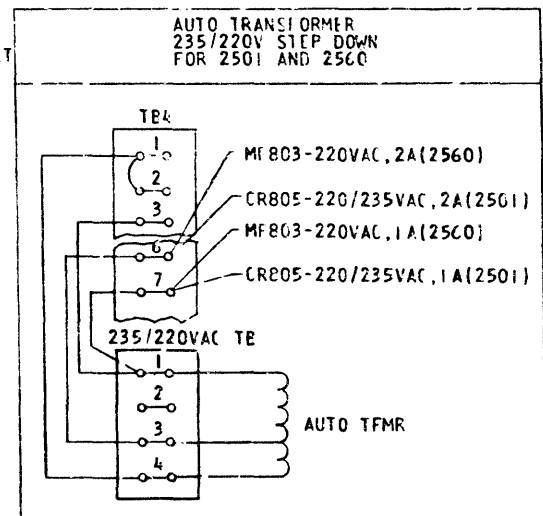 AUTO TRANSFORMER
235/220V STEP DOWN
FOR 2501 AND 2560
T
TB4
1
2
3
6
7
MF803-220VAC,2A(2560)
CR805-220/235VAC,2A(2501)
MF803-220VAC,1A(2560)
CR805-220/235VAC,1A(2501)
235/220VAC TB
1
2
3
4
AUTO TFMR